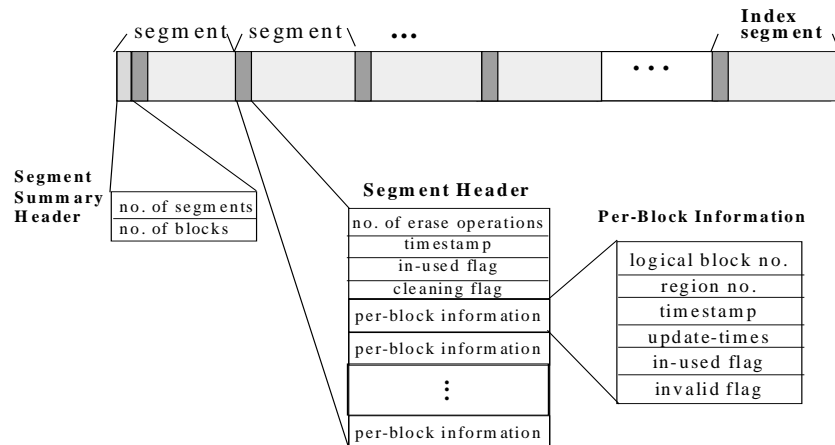 segment
segment
...
Index
segment
...
Segment
Summary
Header
no. of segments
no. of blocks
Segment Header
no. of erase operations
timestamp
in-used flag
cleaning flag
per-block information
per-block information
per-block information
Per-Block Information
logical block no.
region no.
timestamp
update-times
in-used flag
invalid flag